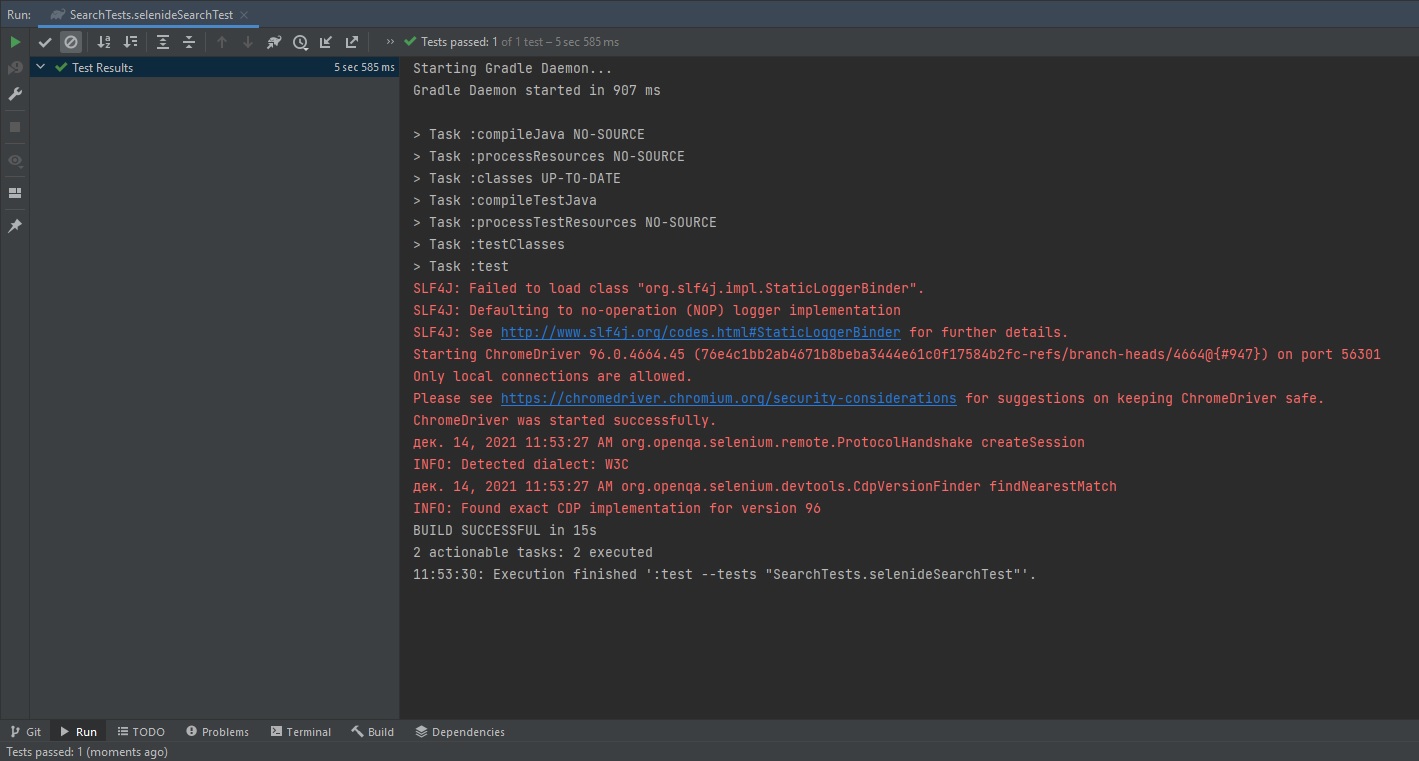 Run: SearchTests.selenideSearchTest
Tests passed: 1 of 1 test – 5 sec 585 ms
Test Results 5 sec 585 ms
Starting Gradle Daemon...
Gradle Daemon started in 907 ms
> Task :compileJava NO-SOURCE
> Task :processResources NO-SOURCE
> Task :classes UP-TO-DATE
> Task :compileTestJava
> Task :processTestResources NO-SOURCE
> Task :testClasses
> Task :test
SLF4J: Failed to load class "org.slf4j.impl.StaticLoggerBinder".
SLF4J: Defaulting to no-operation (NOP) logger implementation
SLF4J: See http://www.slf4j.org/codes.html#StaticLoggerBinder for further details.
Starting ChromeDriver 96.0.4664.45 (76e4c1bb2ab4671b8beba3444e61c0f17584b2fc-refs/branch-heads/4664@{#947}) on port 56301
Only local connections are allowed.
Please see https://chromedriver.chromium.org/security-considerations for suggestions on keeping ChromeDriver safe.
ChromeDriver was started successfully.
дек. 14, 2021 11:53:27 AM org.openqa.selenium.remote.ProtocolHandshake createSession
INFO: Detected dialect: W3C
дек. 14, 2021 11:53:27 AM org.openqa.selenium.devtools.CdpVersionFinder findNearestMatch
INFO: Found exact CDP implementation for version 96
BUILD SUCCESSFUL in 15s
2 actionable tasks: 2 executed
11:53:30: Execution finished ':test --tests "SearchTests.selenideSearchTest"'.
Git Run TODO Problems Terminal Build Dependencies
Tests passed: 1 (moments ago)